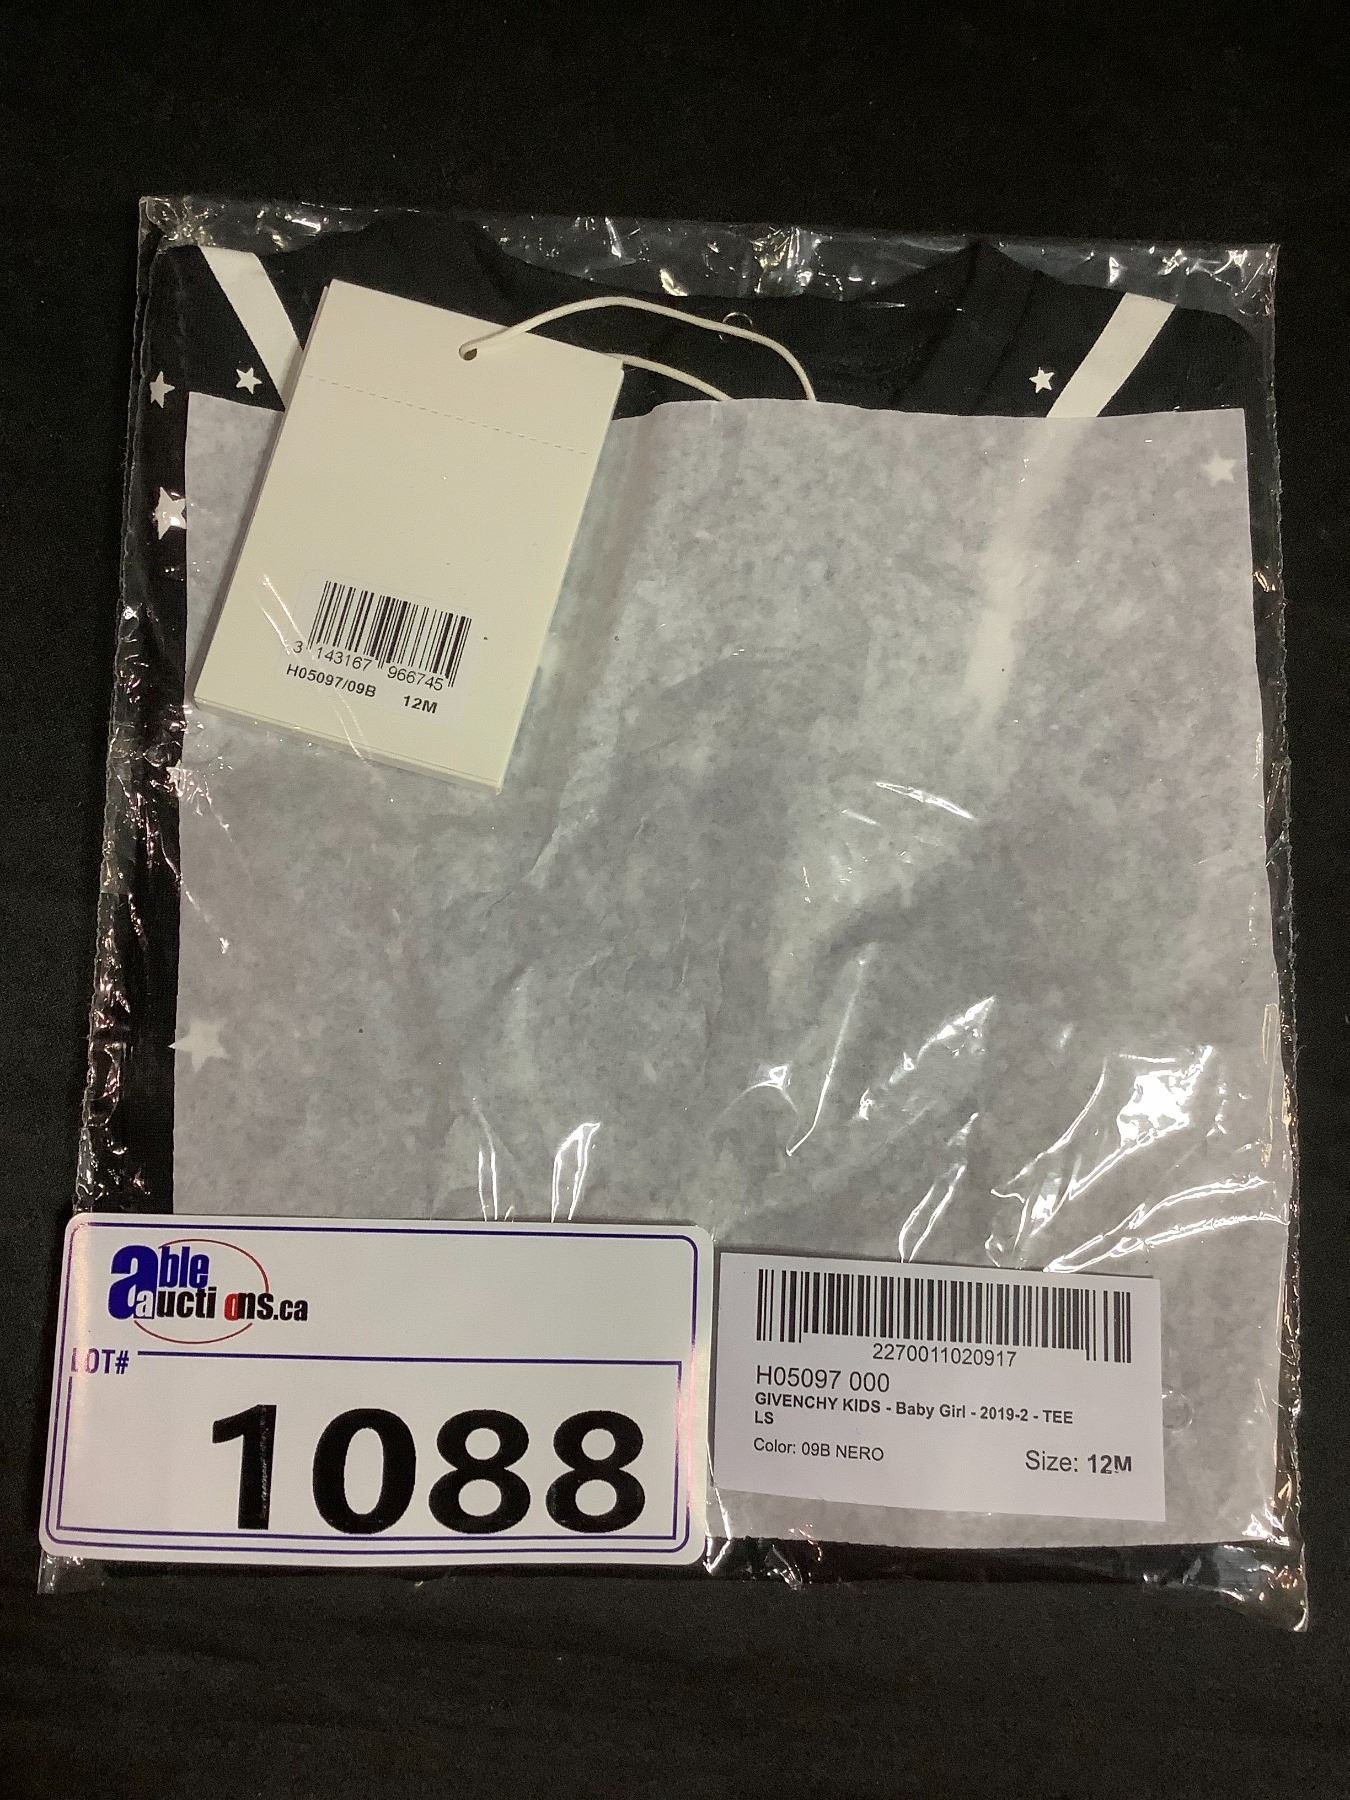 3 143167 966745
H05097/09B 12M
able
auctions.ca
LOT#
1088
2270011020917
H05097 000
GIVENCHY KIDS - Baby Girl - 2019-2 - TEE
LS
Color: 09B NERO
Size: 12M